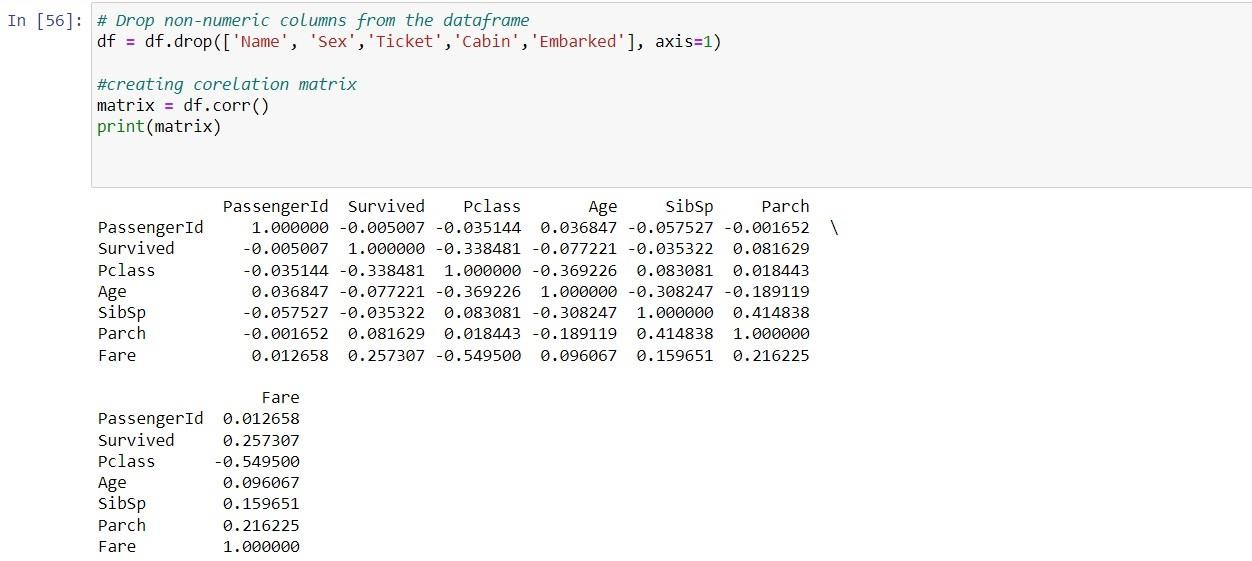 In [56]: # Drop non-numeric columns from the dataframe
df = df.drop(['Name', 'Sex','Ticket','Cabin','Embarked'], axis=1)
#creating corelation matrix
matrix = df.corr()
print(matrix)
PassengerId Survived Pclass Age SibSp Parch
PassengerId 1.000000 -0.005007 -0.035144 0.036847 -0.057527 -0.001652 \
Survived -0.005007 1.000000 -0.338481 -0.077221 -0.035322 0.081629
Pclass -0.035144 -0.338481 1.000000 -0.369226 0.083081 0.018443
Age 0.036847 -0.077221 -0.369226 1.000000 -0.308247 -0.189119
SibSp -0.057527 -0.035322 0.083081 -0.308247 1.000000 0.414838
Parch -0.001652 0.081629 0.018443 -0.189119 0.414838 1.000000
Fare 0.012658 0.257307 -0.549500 0.096067 0.159651 0.216225
Fare
PassengerId 0.012658
Survived 0.257307
Pclass -0.549500
Age 0.096067
SibSp 0.159651
Parch 0.216225
Fare 1.000000